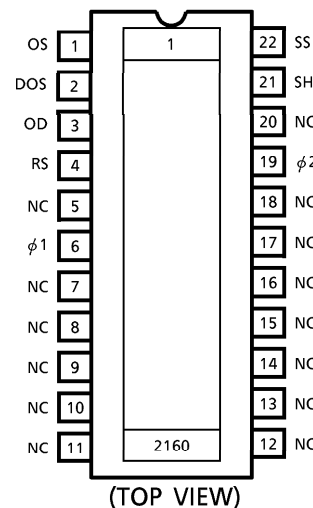 OS 1 1 22 SS
DOS 2 21 SH
OD 3 20 NC
RS 4 19 ϕ2
NC 5 18 NC
ϕ1 6 17 NC
NC 7 16 NC
NC 8 15 NC
NC 9 14 NC
NC 10 13 NC
NC 11 2160 12 NC
(TOP VIEW)